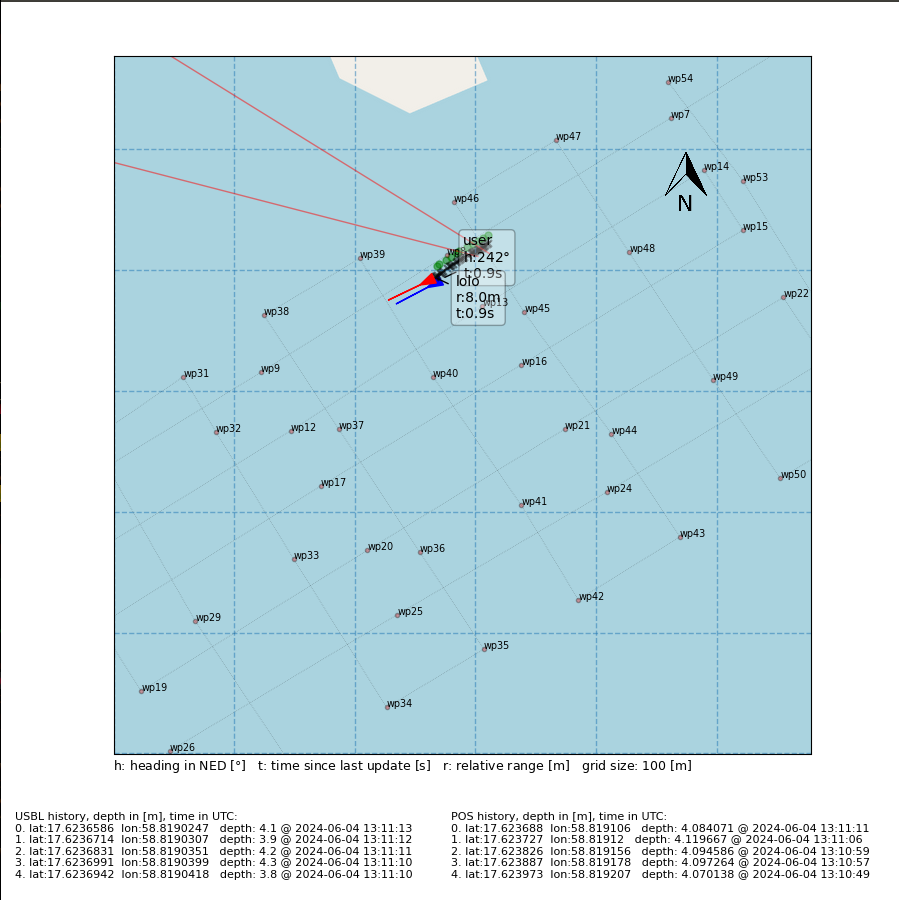 wp54
wp7
wp47
wp14
wp53
wp46
N
wp15
user
wp39
wp48
h:242°
t:0.9s
lolo
wp22
r:8.0m
wp13
wp38
wp45
t:0.9s
wp16
wp9
wp31
wp40
wp49
wp32
wp12
wp37
wp21
wp44
wp50
wp17
wp24
wp41
wp43
wp20
wp36
wp33
wp42
wp25
wp29
wp35
wp19
wp34
wp26
h: heading in NED [°]   t: time since last update [s]   r: relative range [m]   grid size: 100 [m]
USBL history, depth in [m], time in UTC:
0. lat:17.6236586  lon:58.8190247   depth: 4.1 @ 2024-06-04 13:11:13
1. lat:17.6236714  lon:58.8190307   depth: 3.9 @ 2024-06-04 13:11:12
2. lat:17.6236831  lon:58.8190351   depth: 4.2 @ 2024-06-04 13:11:11
3. lat:17.6236991  lon:58.8190399   depth: 4.3 @ 2024-06-04 13:11:10
4. lat:17.6236942  lon:58.8190418   depth: 3.8 @ 2024-06-04 13:11:10
POS history, depth in [m], time in UTC:
0. lat:17.623688  lon:58.819106   depth: 4.084071 @ 2024-06-04 13:11:11
1. lat:17.623727  lon:58.81912   depth: 4.119667 @ 2024-06-04 13:11:06
2. lat:17.623826  lon:58.819156   depth: 4.094586 @ 2024-06-04 13:10:59
3. lat:17.623887  lon:58.819178   depth: 4.097264 @ 2024-06-04 13:10:57
4. lat:17.623973  lon:58.819207   depth: 4.070138 @ 2024-06-04 13:10:49